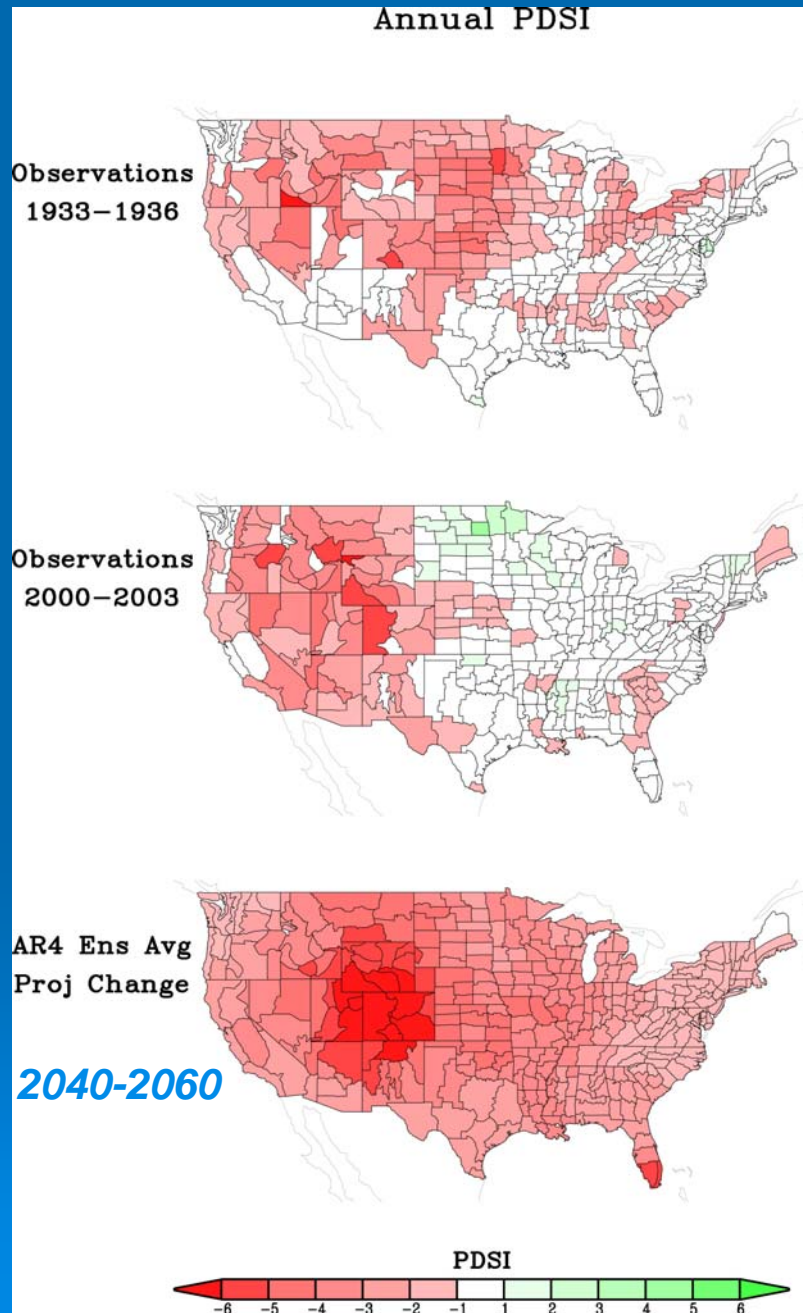 Annual PDSI
Observations
1933−1936
Observations
2000−2003
AR4 Ens Avg
Proj Change
2040-2060
PDSI
−6 −5 −4 −3 −2 −1 1 2 3 4 5 6